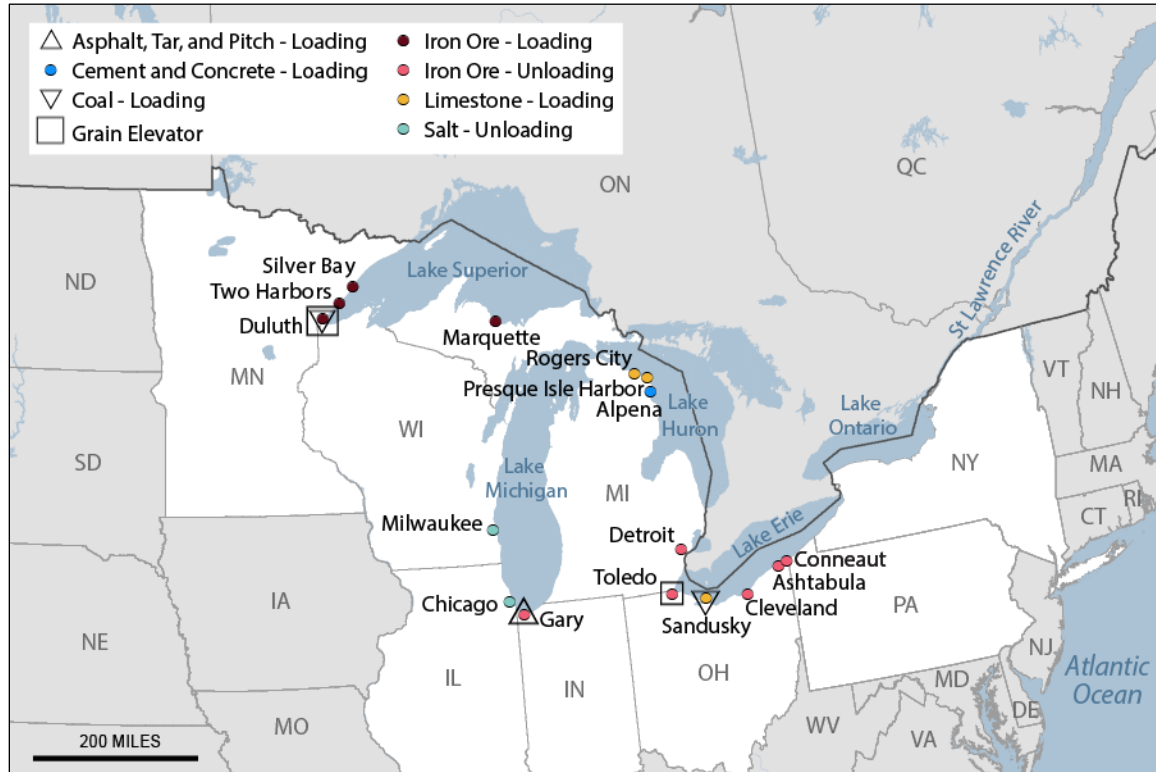 Asphalt, Tar, and Pitch - Loading
Cement and Concrete - Loading
Coal - Loading
Grain Elevator
Iron Ore - Loading
Iron Ore - Unloading
Limestone - Loading
Salt - Unloading
ON
QC
St Lawrence River
ND
Silver Bay
Lake Superior
Two Harbors
Duluth
Marquette
MN
Rogers City
Presque Isle Harbor
Alpena
Lake
Huron
Lake
Ontario
VT
NH
WI
SD
Lake
Michigan
MI
NY
MA
RI
CT
Milwaukee
Detroit
Lake Erie
Conneaut
Ashtabula
Toledo
Cleveland
Sandusky
PA
IA
Chicago
Gary
NE
IL
IN
OH
NJ
MD
DE
Atlantic
Ocean
MO
WV
VA
200 MILES